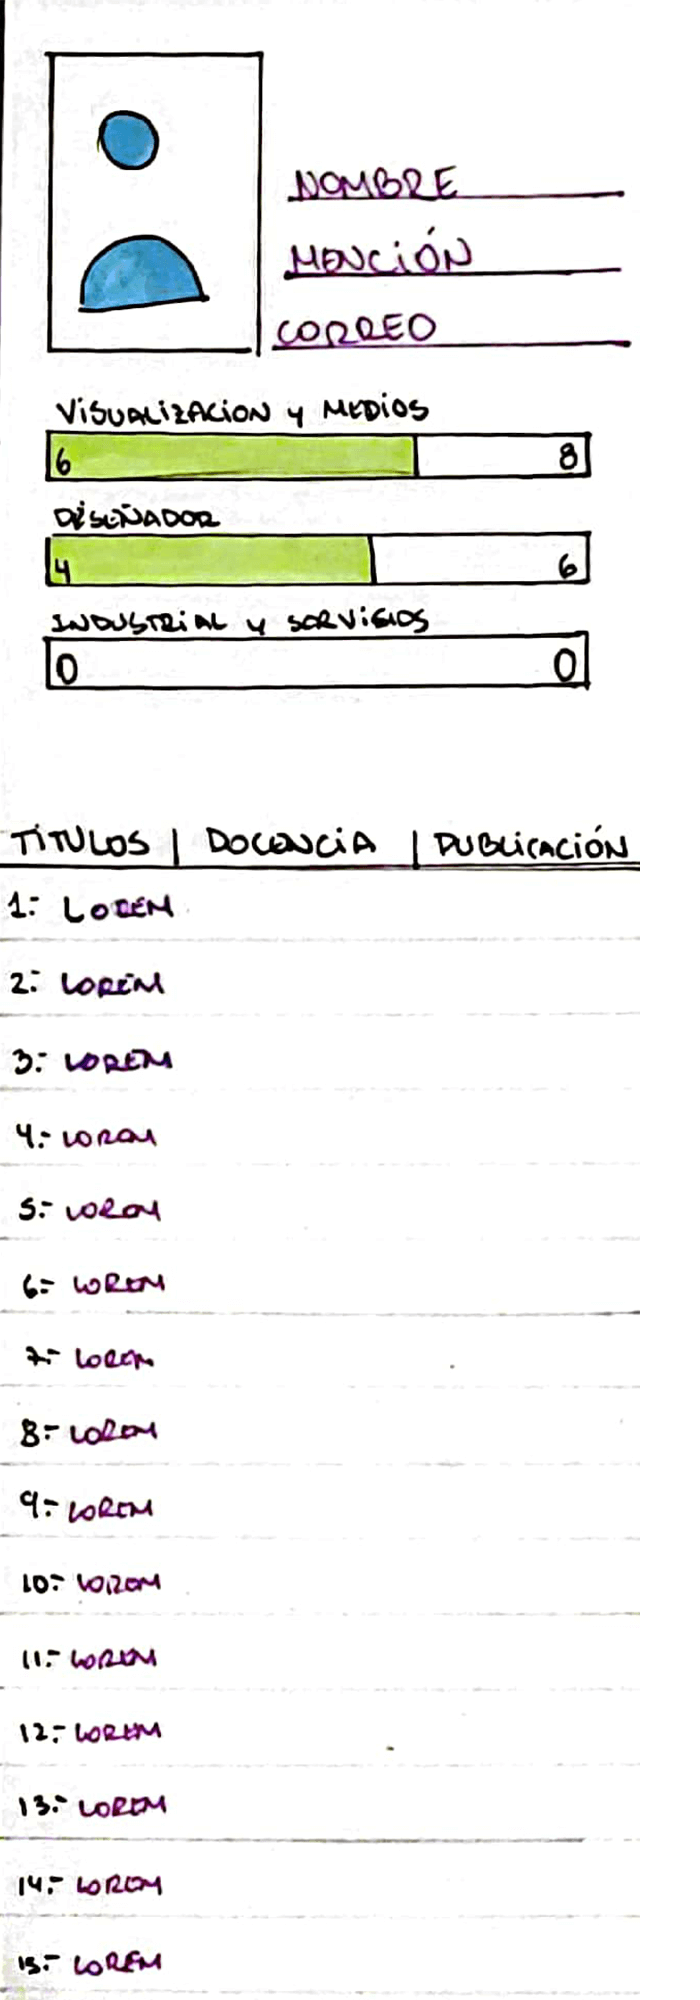 NOMBRE
MENCIÓN
CORREO
VISUALIZACION y MEDIOS
6 8
DISEÑADOR
4 6
INDUSTRIAL y SERVICIOS
0 0
TÍTULOS | DOCENCIA | PUBLICACIÓN
1.- LOREM
2.- LOREM
3.- LOREM
4.- LOREM
5.- LOREM
6.- LOREM
7.- LOREM
8.- LOREM
9.- LOREM
10.- LOREM
11.- LOREM
12.- LOREM
13.- LOREM
14.- LOREM
15.- LOREM